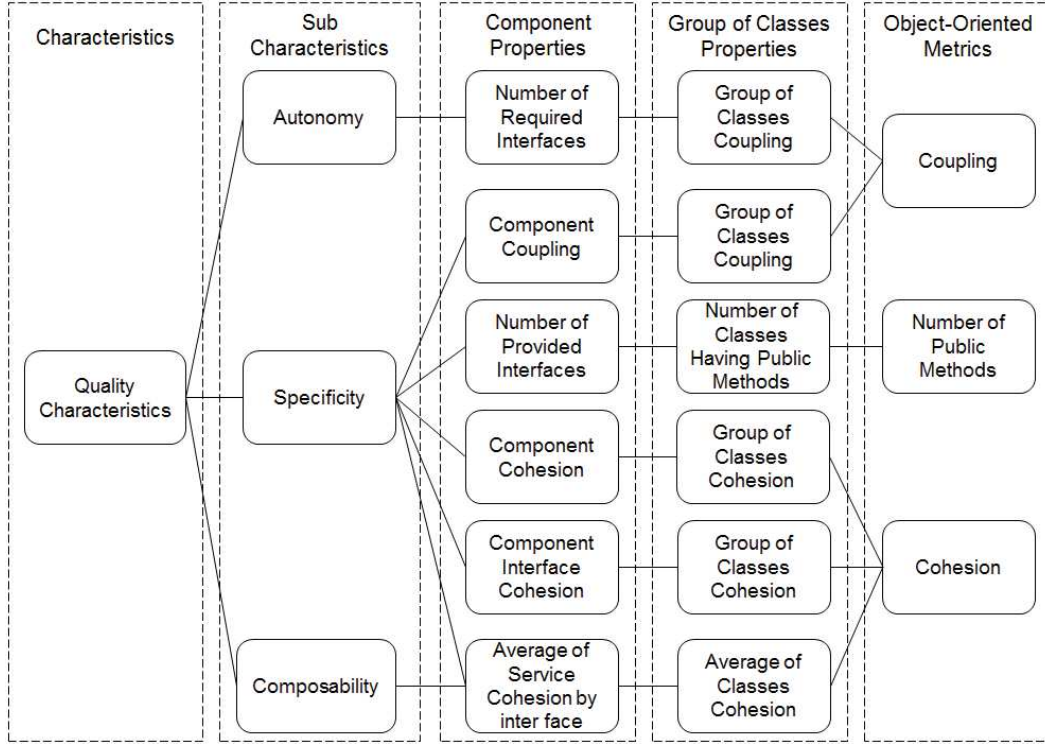 Characteristics
Sub
Characteristics
Component
Properties
Group of Classes
Properties
Object-Oriented
Metrics
Autonomy
Number of
Required
Interfaces
Group of
Classes
Coupling
Coupling
Component
Coupling
Group of
Classes
Coupling
Quality
Characteristics
Specificity
Number of
Provided
Interfaces
Number of
Classes
Having Public
Methods
Number of
Public
Methods
Component
Cohesion
Group of
Classes
Cohesion
Component
Interface
Cohesion
Group of
Classes
Cohesion
Cohesion
Composability
Average of
Service
Cohesion by
inter face
Average of
Classes
Cohesion